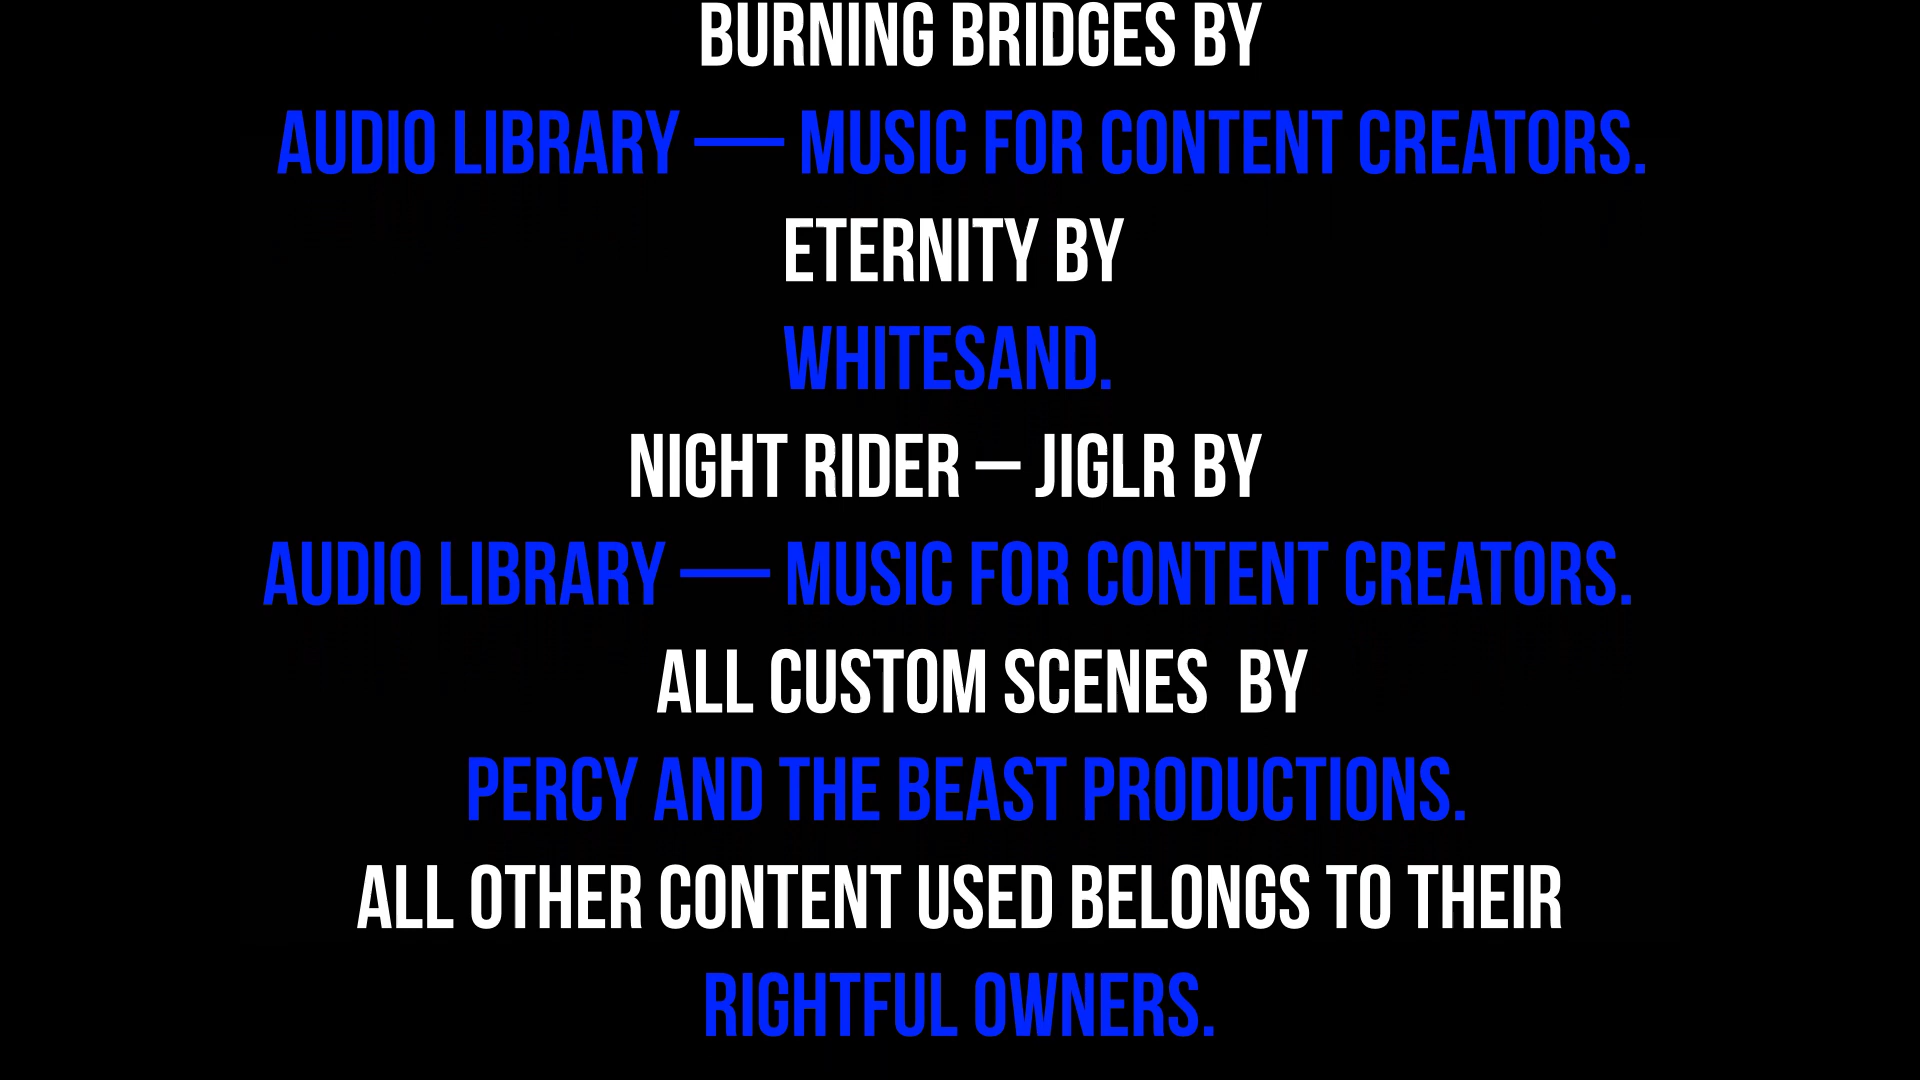 BURNING BRIDGES BY
AUDIO LIBRARY — MUSIC FOR CONTENT CREATORS.
ETERNITY BY
WHITESAND.
NIGHT RIDER – JIGLR BY
AUDIO LIBRARY — MUSIC FOR CONTENT CREATORS.
ALL CUSTOM SCENES  BY
PERCY AND THE BEAST PRODUCTIONS.
ALL OTHER CONTENT USED BELONGS TO THEIR
RIGHTFUL OWNERS.